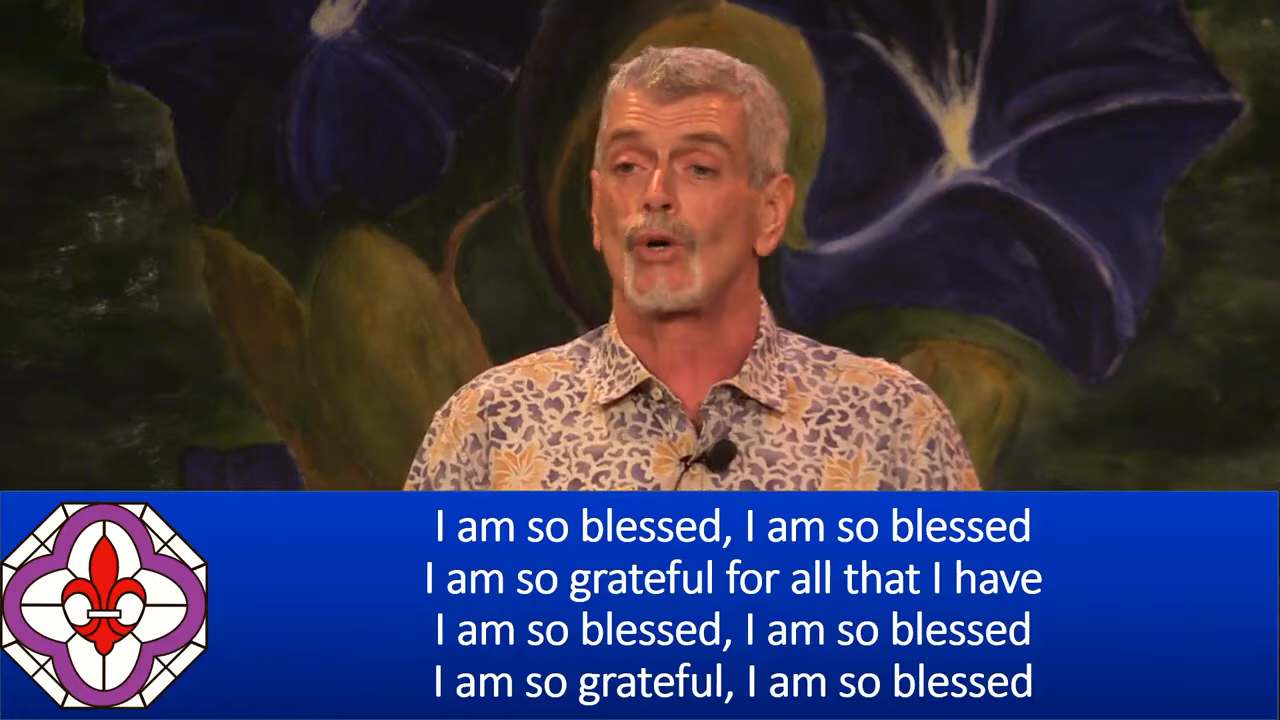 I am so blessed, I am so blessed
I am so grateful for all that I have
I am so blessed, I am so blessed
I am so grateful, I am so blessed